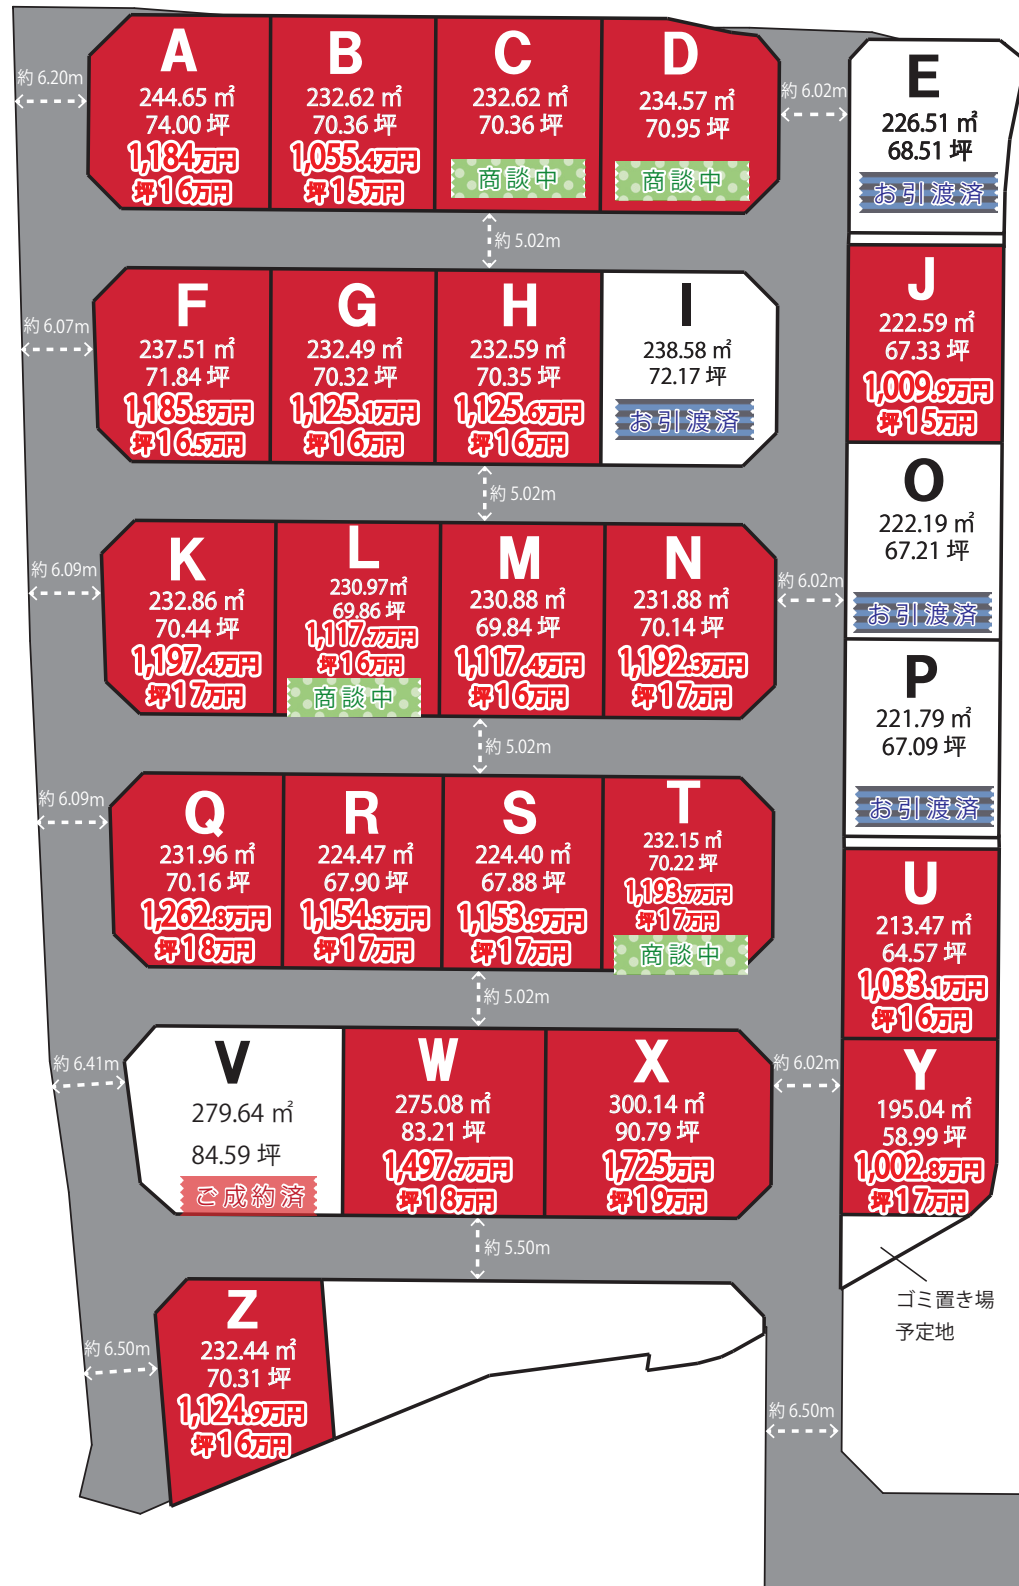 A
244.65 ㎡
74.00 坪
1,184万円
坪16万円
B
232.62 ㎡
70.36 坪
1,055.4万円
坪15万円
C
232.62 ㎡
70.36 坪
商談中
D
234.57 ㎡
70.95 坪
商談中
E
226.51 ㎡
68.51 坪
お引渡済
約 6.20m
約 6.02m
約 5.02m
F
237.51 ㎡
71.84 坪
1,185.3万円
坪16.5万円
G
232.49 ㎡
70.32 坪
1,125.1万円
坪16万円
H
232.59 ㎡
70.35 坪
1,125.6万円
坪16万円
I
238.58 ㎡
72.17 坪
お引渡済
J
222.59 ㎡
67.33 坪
1,009.9万円
坪15万円
約 6.07m
約 5.02m
K
232.86 ㎡
70.44 坪
1,197.4万円
坪17万円
L
230.97㎡
69.86 坪
1,117.7万円
坪16万円
商談中
M
230.88 ㎡
69.84 坪
1,117.4万円
坪16万円
N
231.88 ㎡
70.14 坪
1,192.3万円
坪17万円
O
222.19 ㎡
67.21 坪
お引渡済
約 6.09m
約 6.02m
約 5.02m
P
221.79 ㎡
67.09 坪
お引渡済
Q
231.96 ㎡
70.16 坪
1,262.8万円
坪18万円
R
224.47 ㎡
67.90 坪
1,154.3万円
坪17万円
S
224.40 ㎡
67.88 坪
1,153.9万円
坪17万円
T
232.15 ㎡
70.22 坪
1,193.7万円
坪17万円
商談中
U
213.47 ㎡
64.57 坪
1,033.1万円
坪16万円
約 6.09m
約 5.02m
V
279.64 ㎡
84.59 坪
ご成約済
W
275.08 ㎡
83.21 坪
1,497.7万円
坪18万円
X
300.14 ㎡
90.79 坪
1,725万円
坪19万円
Y
195.04 ㎡
58.99 坪
1,002.8万円
坪17万円
約 6.41m
約 6.02m
約 5.50m
Z
232.44 ㎡
70.31 坪
1,124.9万円
坪16万円
約 6.50m
ゴミ置き場
予定地
約 6.50m